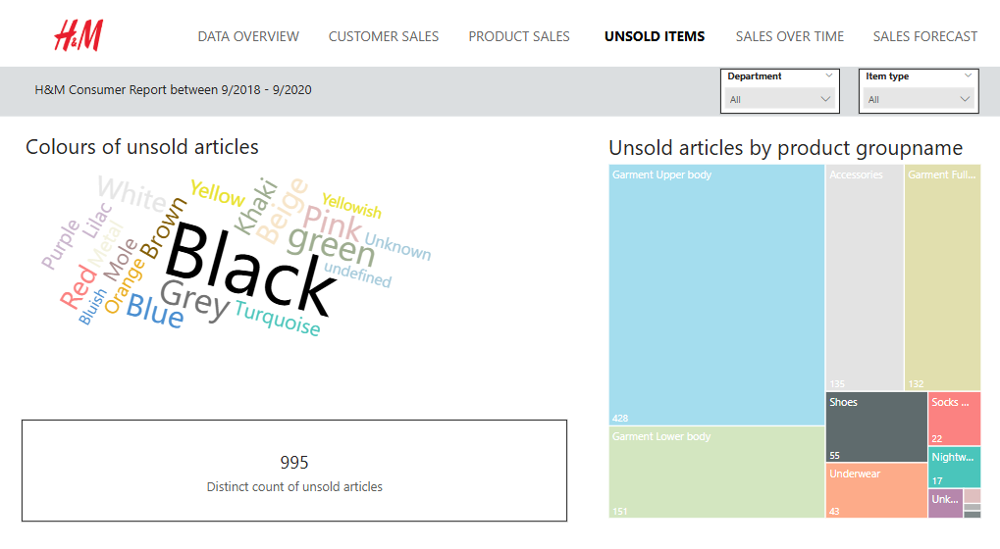 H&M
DATA OVERVIEW
CUSTOMER SALES
PRODUCT SALES
UNSOLD ITEMS
SALES OVER TIME
SALES FORECAST
H&M Consumer Report between 9/2018 - 9/2020
Department
All
Item type
All
Colours of unsold articles
White
Yellow
Khaki
Beige
Yellowish
Pink
Unknown
green
undefined
Purple
Lilac
Metal
Mole
Brown
Black
Red
Bluish
Orange
Blue
Grey
Turquoise
995
Distinct count of unsold articles
Unsold articles by product groupname
Garment Upper body
428
Garment Lower body
151
Accessories
135
Garment Full...
132
Shoes
55
Underwear
43
Socks ...
22
Nightw...
17
Unk...